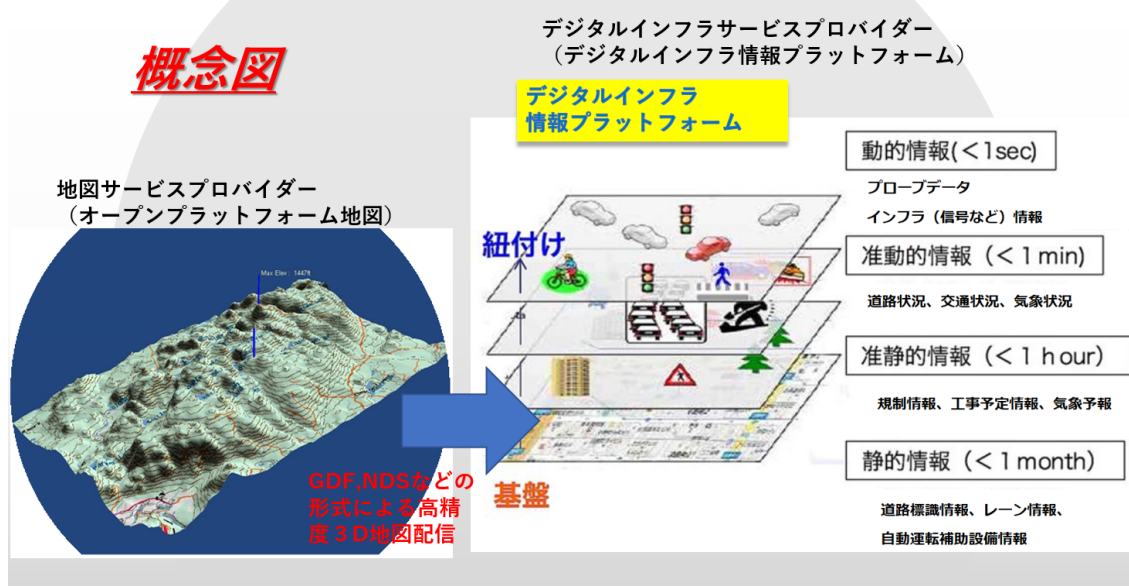 概念図
デジタルインフラサービスプロバイダー
（デジタルインフラ情報プラットフォーム）
デジタルインフラ
情報プラットフォーム
地図サービスプロバイダー
（オープンプラットフォーム地図）
Max Elev : 14478
GDF,NDSなどの
形式による高精
度３D地図配信
紐付け
基盤
動的情報(＜1sec)
プローブデータ
インフラ（信号など）情報
准動的情報（＜１min)
道路状況、交通状況、気象状況
准静的情報（＜１ｈour）
規制情報、工事予定情報、気象予報
静的情報（＜１month）
道路標識情報、レーン情報、
自動運転補助設備情報